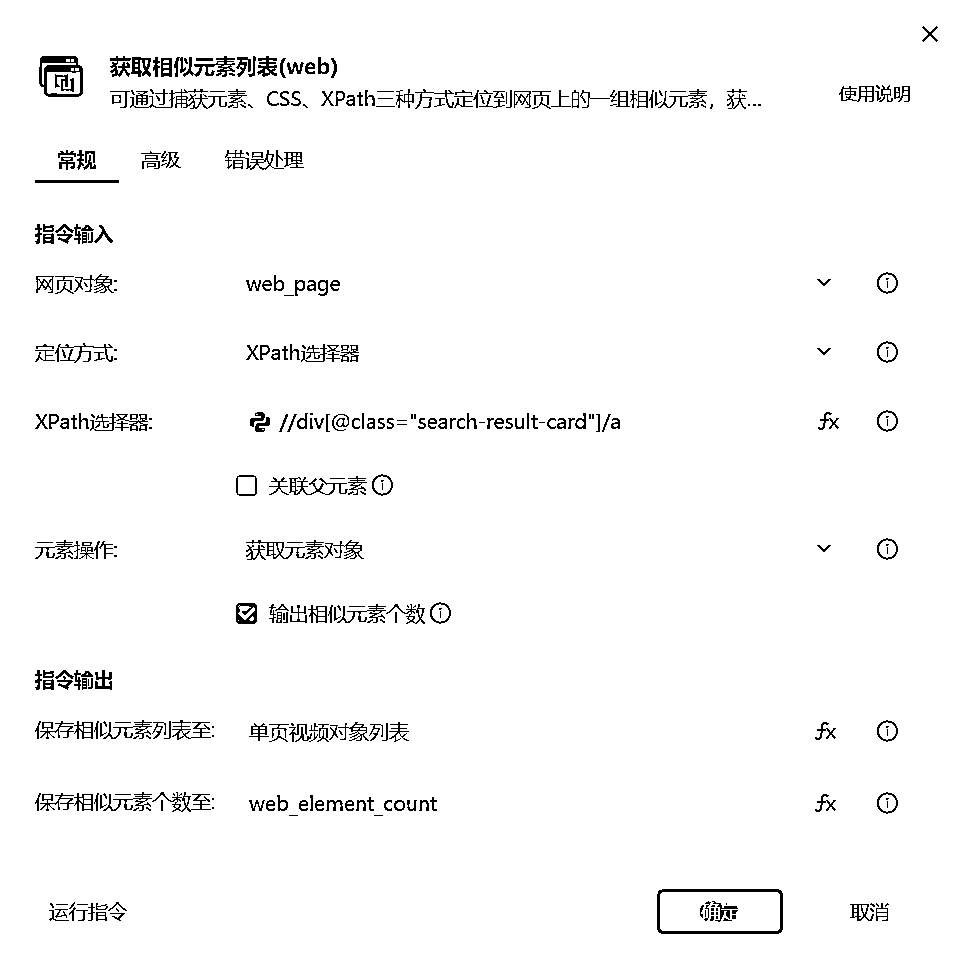 获取相似元素列表(web)
可通过捕获元素、CSS、XPath三种方式定位到网页上的一组相似元素，获...
使用说明
常规 高级 错误处理
指令输入
网页对象: web_page
定位方式: XPath选择器
XPath选择器: //div[@class="search-result-card"]/a fx
关联父元素
元素操作: 获取元素对象
输出相似元素个数
指令输出
保存相似元素列表至: 单页视频对象列表 fx
保存相似元素个数至: web_element_count fx
运行指令 确定 取消